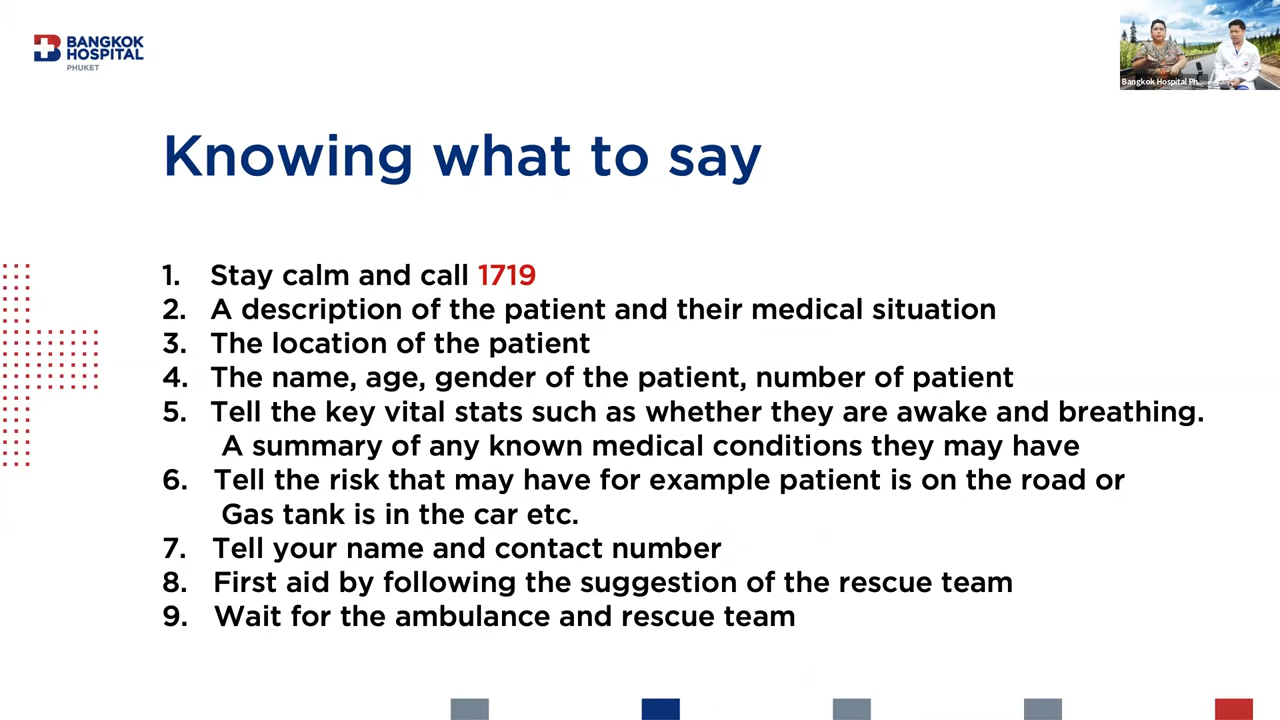 BANGKOK
HOSPITAL
PHUKET
Bangkok Hospital Ph...
Knowing what to say
1. Stay calm and call 1719
2. A description of the patient and their medical situation
3. The location of the patient
4. The name, age, gender of the patient, number of patient
5. Tell the key vital stats such as whether they are awake and breathing.
A summary of any known medical conditions they may have
6. Tell the risk that may have for example patient is on the road or
Gas tank is in the car etc.
7. Tell your name and contact number
8. First aid by following the suggestion of the rescue team
9. Wait for the ambulance and rescue team